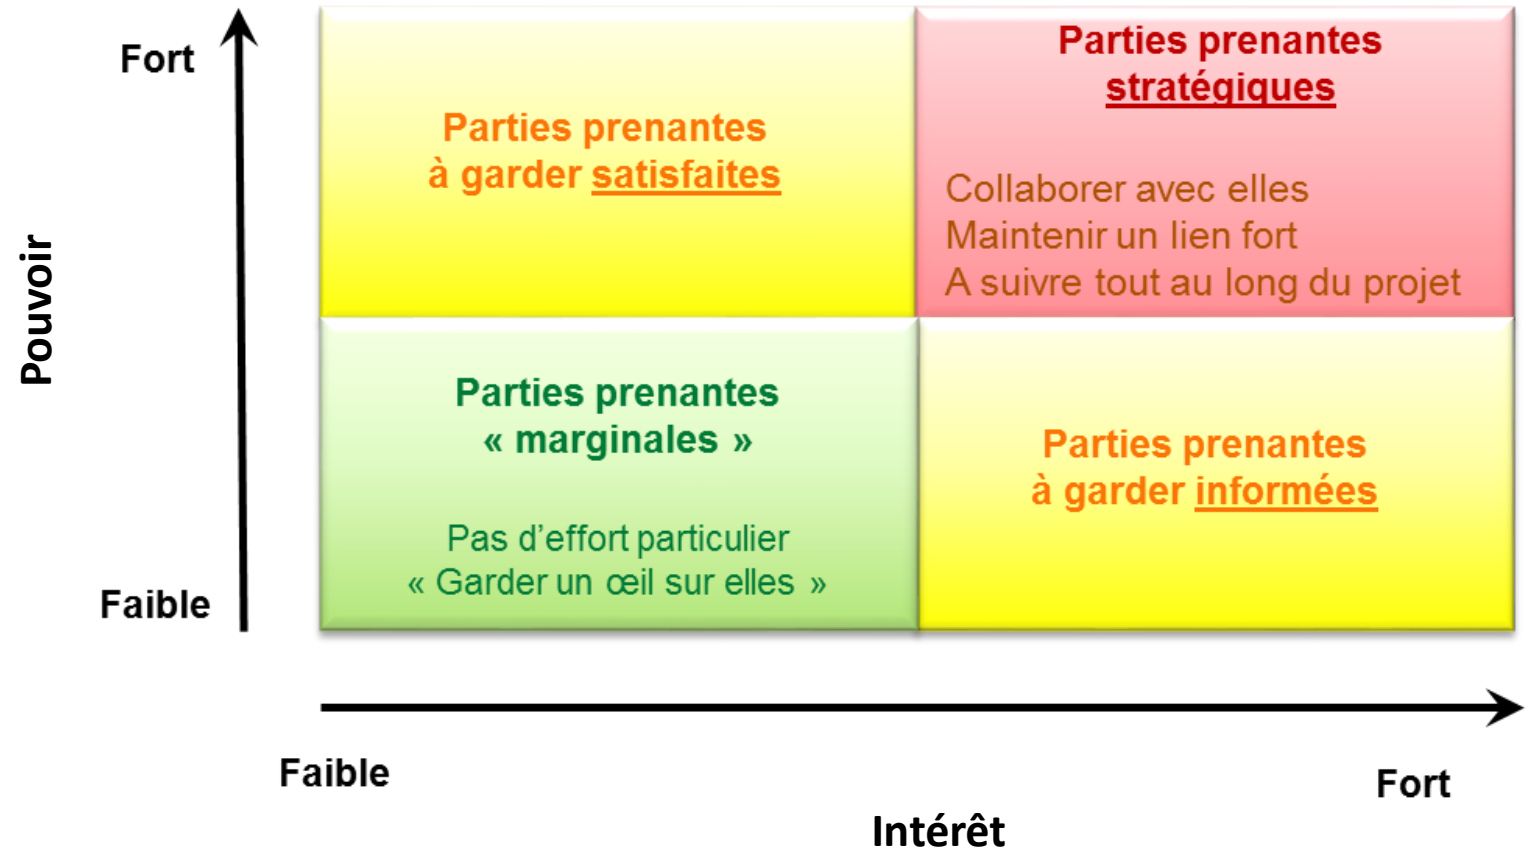 Fort
Parties prenantes
à garder satisfaites
Parties prenantes
stratégiques
Collaborer avec elles
Maintenir un lien fort
A suivre tout au long du projet
Pouvoir
Parties prenantes
« marginales »
Pas d’effort particulier
« Garder un œil sur elles »
Parties prenantes
à garder informées
Faible
Faible
Fort
Intérêt